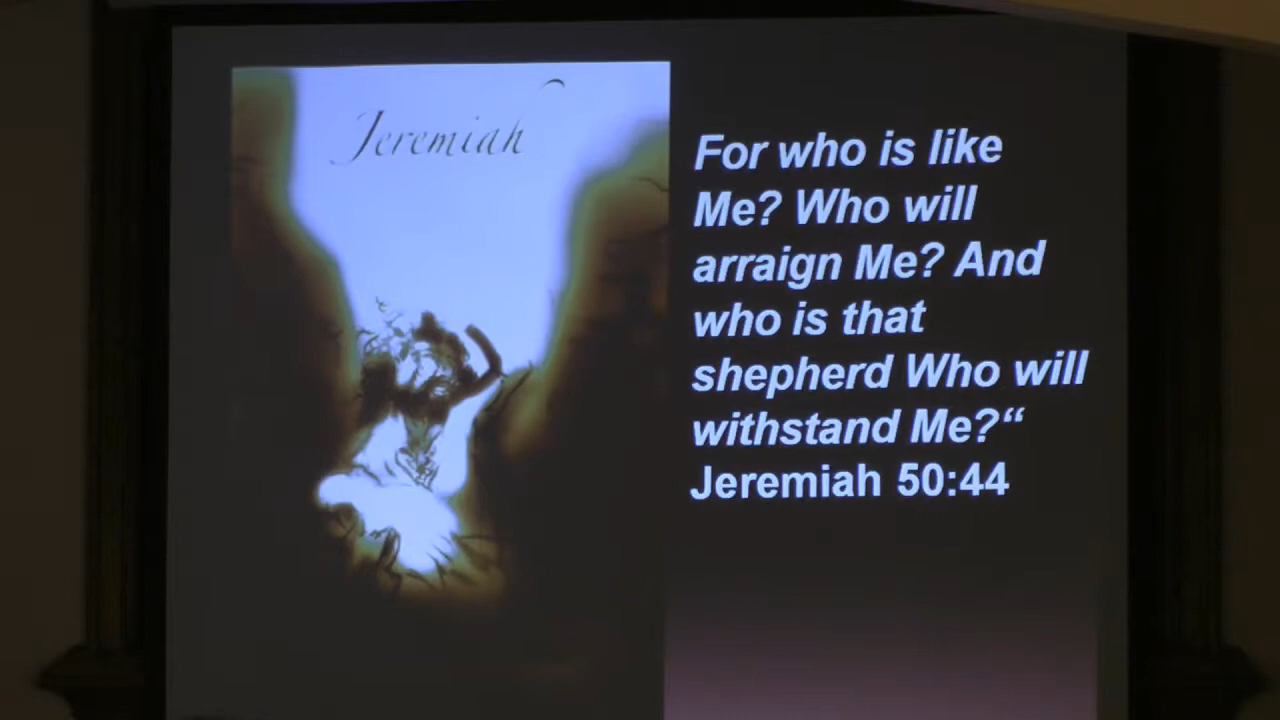 Jeremiah
For who is like
Me? Who will
arraign Me? And
who is that
shepherd Who will
withstand Me?“
Jeremiah 50:44